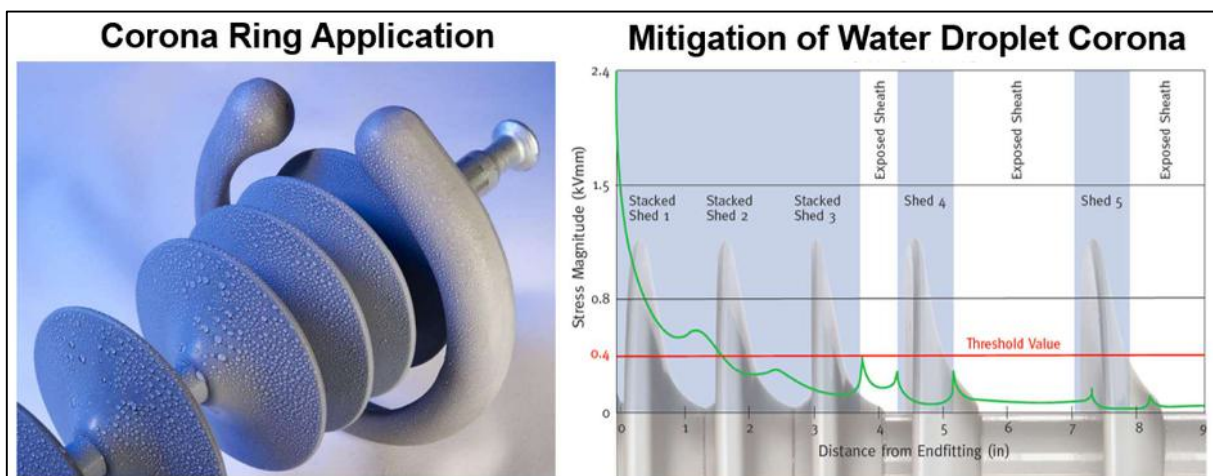 Corona Ring Application
Mitigation of Water Droplet Corona
Stress Magnitude (kVmm)
2.4
1.5
0.8
0.4
0
Stacked
Shed 1
Stacked
Shed 2
Stacked
Shed 3
Exposed Sheath
Shed 4
Exposed Sheath
Shed 5
Exposed Sheath
Threshold Value
0 1 2 3 4 5 6 7 8 9
Distance from Endfitting (in)